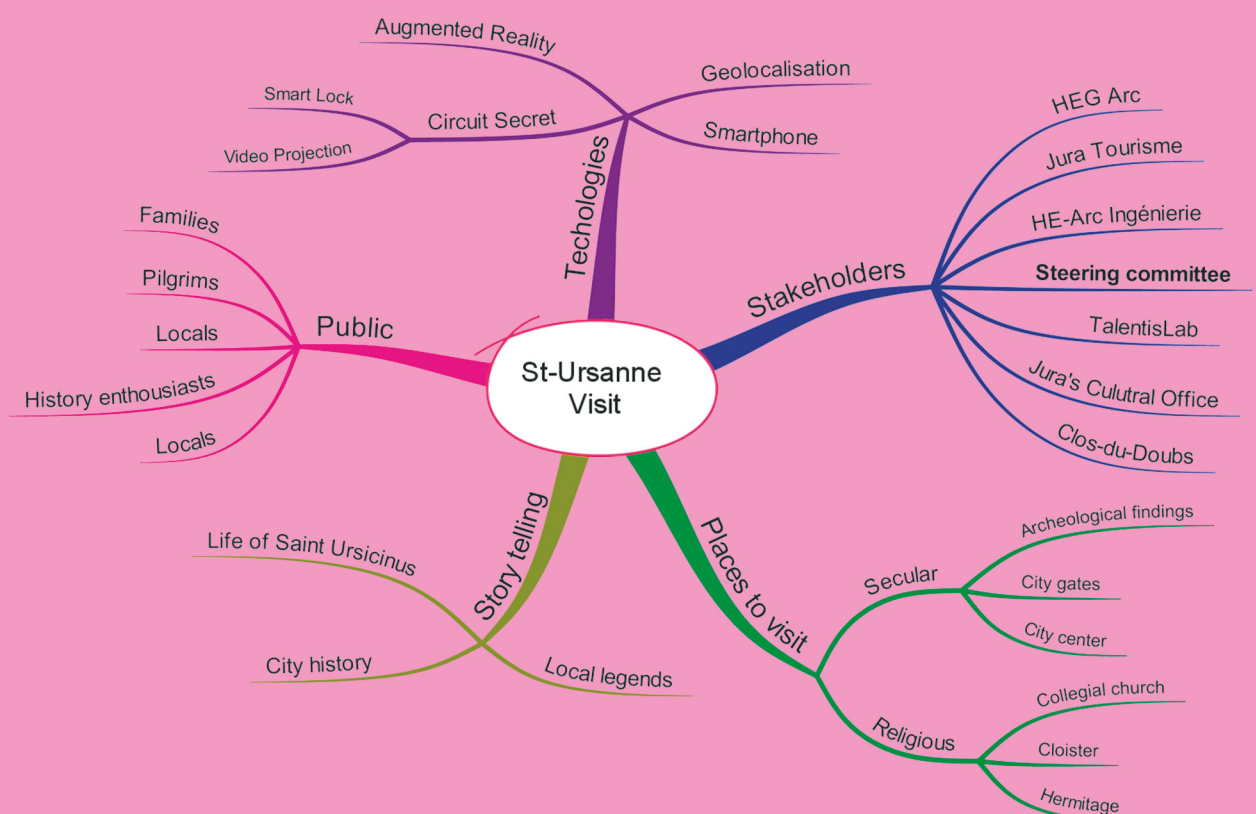 St-Ursanne
Visit
Techologies
Augmented Reality
Circuit Secret
Smart Lock
Video Projection
Geolocalisation
Smartphone
Stakeholders
HEG Arc
Jura Tourisme
HE-Arc Ingénierie
Steering committee
TalentisLab
Jura's Culutral Office
Clos-du-Doubs
Places to visit
Secular
Archeological findings
City gates
City center
Religious
Collegial church
Cloister
Hermitage
Story telling
Life of Saint Ursicinus
City history
Local legends
Public
Families
Pilgrims
Locals
History enthousiasts
Locals